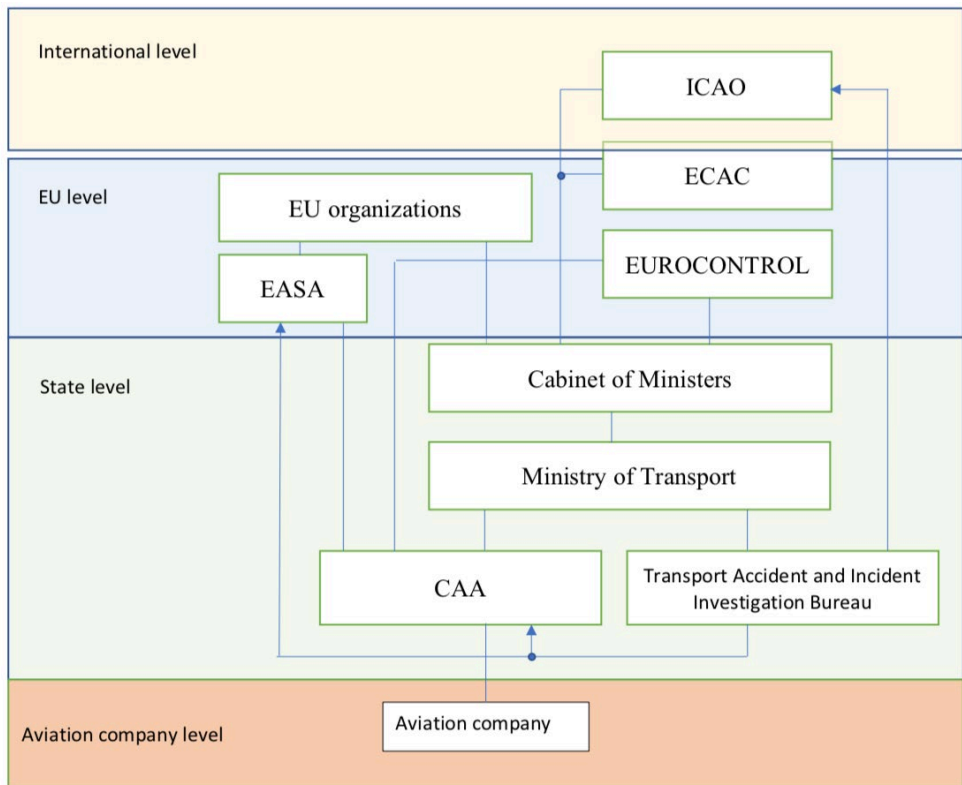 International level
ICAO
ECAC
EU level
EU organizations
EUROCONTROL
EASA
Cabinet of Ministers
State level
Ministry of Transport
CAA
Transport Accident and Incident
Investigation Bureau
Aviation company
Aviation company level